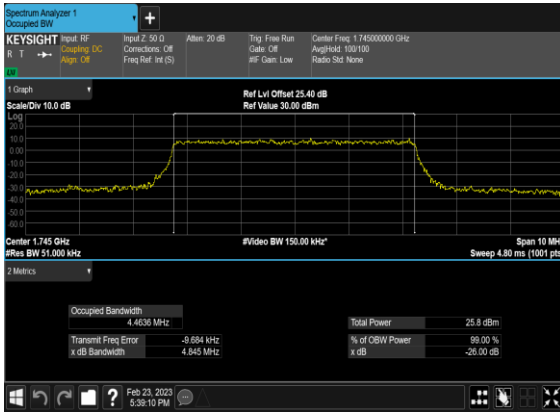 Spectrum Analyzer 1
Occupied BW
+
KEYSIGHT Input: RF Input Z: 50 Ω Atten: 20 dB Trig: Free Run Center Freq: 1.745000000 GHz
R T Coupling: DC Corrections: Off Gate: Off Avg|Hold: 100/100
Align: Off Freq Ref: Int (S) #IF Gain: Low Radio Std: None
LW
1 Graph Ref Lvl Offset 25.40 dB
Scale/Div 10.0 dB Ref Value 30.00 dBm
Log
20.0
10.0
0.00
-10.0
-20.0
-30.0
-40.0
-50.0
-60.0
Center 1.745 GHz #Video BW 150.00 kHz* Span 10 MH
#Res BW 51.000 kHz Sweep 4.80 ms (1001 pts
2 Metrics
Occupied Bandwidth
4.4636 MHz Total Power 25.8 dBm
Transmit Freq Error -9.684 kHz % of OBW Power 99.00 %
x dB Bandwidth 4.845 MHz x dB -26.00 dB
? Feb 23, 2023
5:39:10 PM